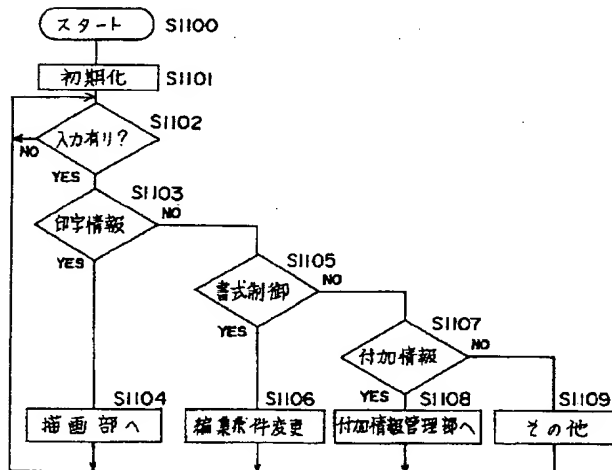 スタート S1100
初期化 S1101
入力有り? S1102
NO
YES
S1103
印字情報 NO
YES
S1105
書式制御 NO
YES
S1107
付加情報 NO
YES
S1104 S1106 S1108 S1109
描画部へ 編集条件変更 付加情報管理部へ その他